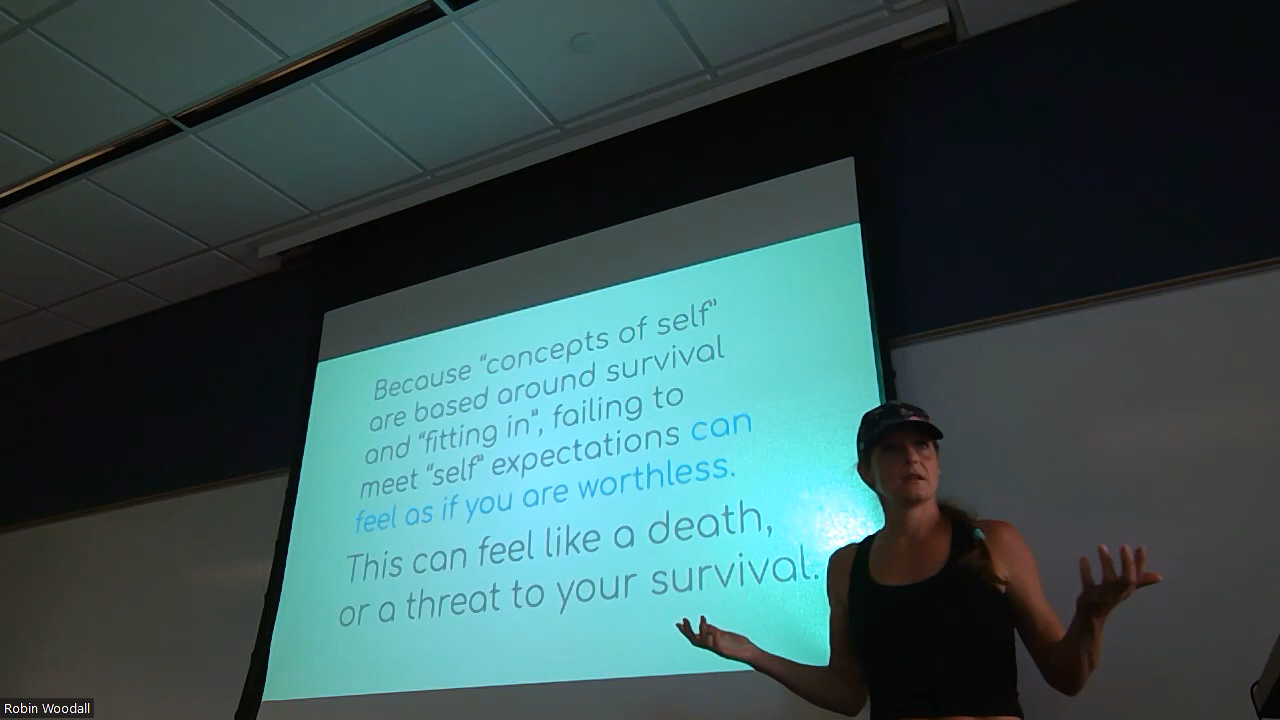 Because “concepts of self”
are based around survival
and “fitting in”, failing to
meet “self” expectations can
feel as if you are worthless.
This can feel like a death,
or a threat to your survival.
Robin Woodall